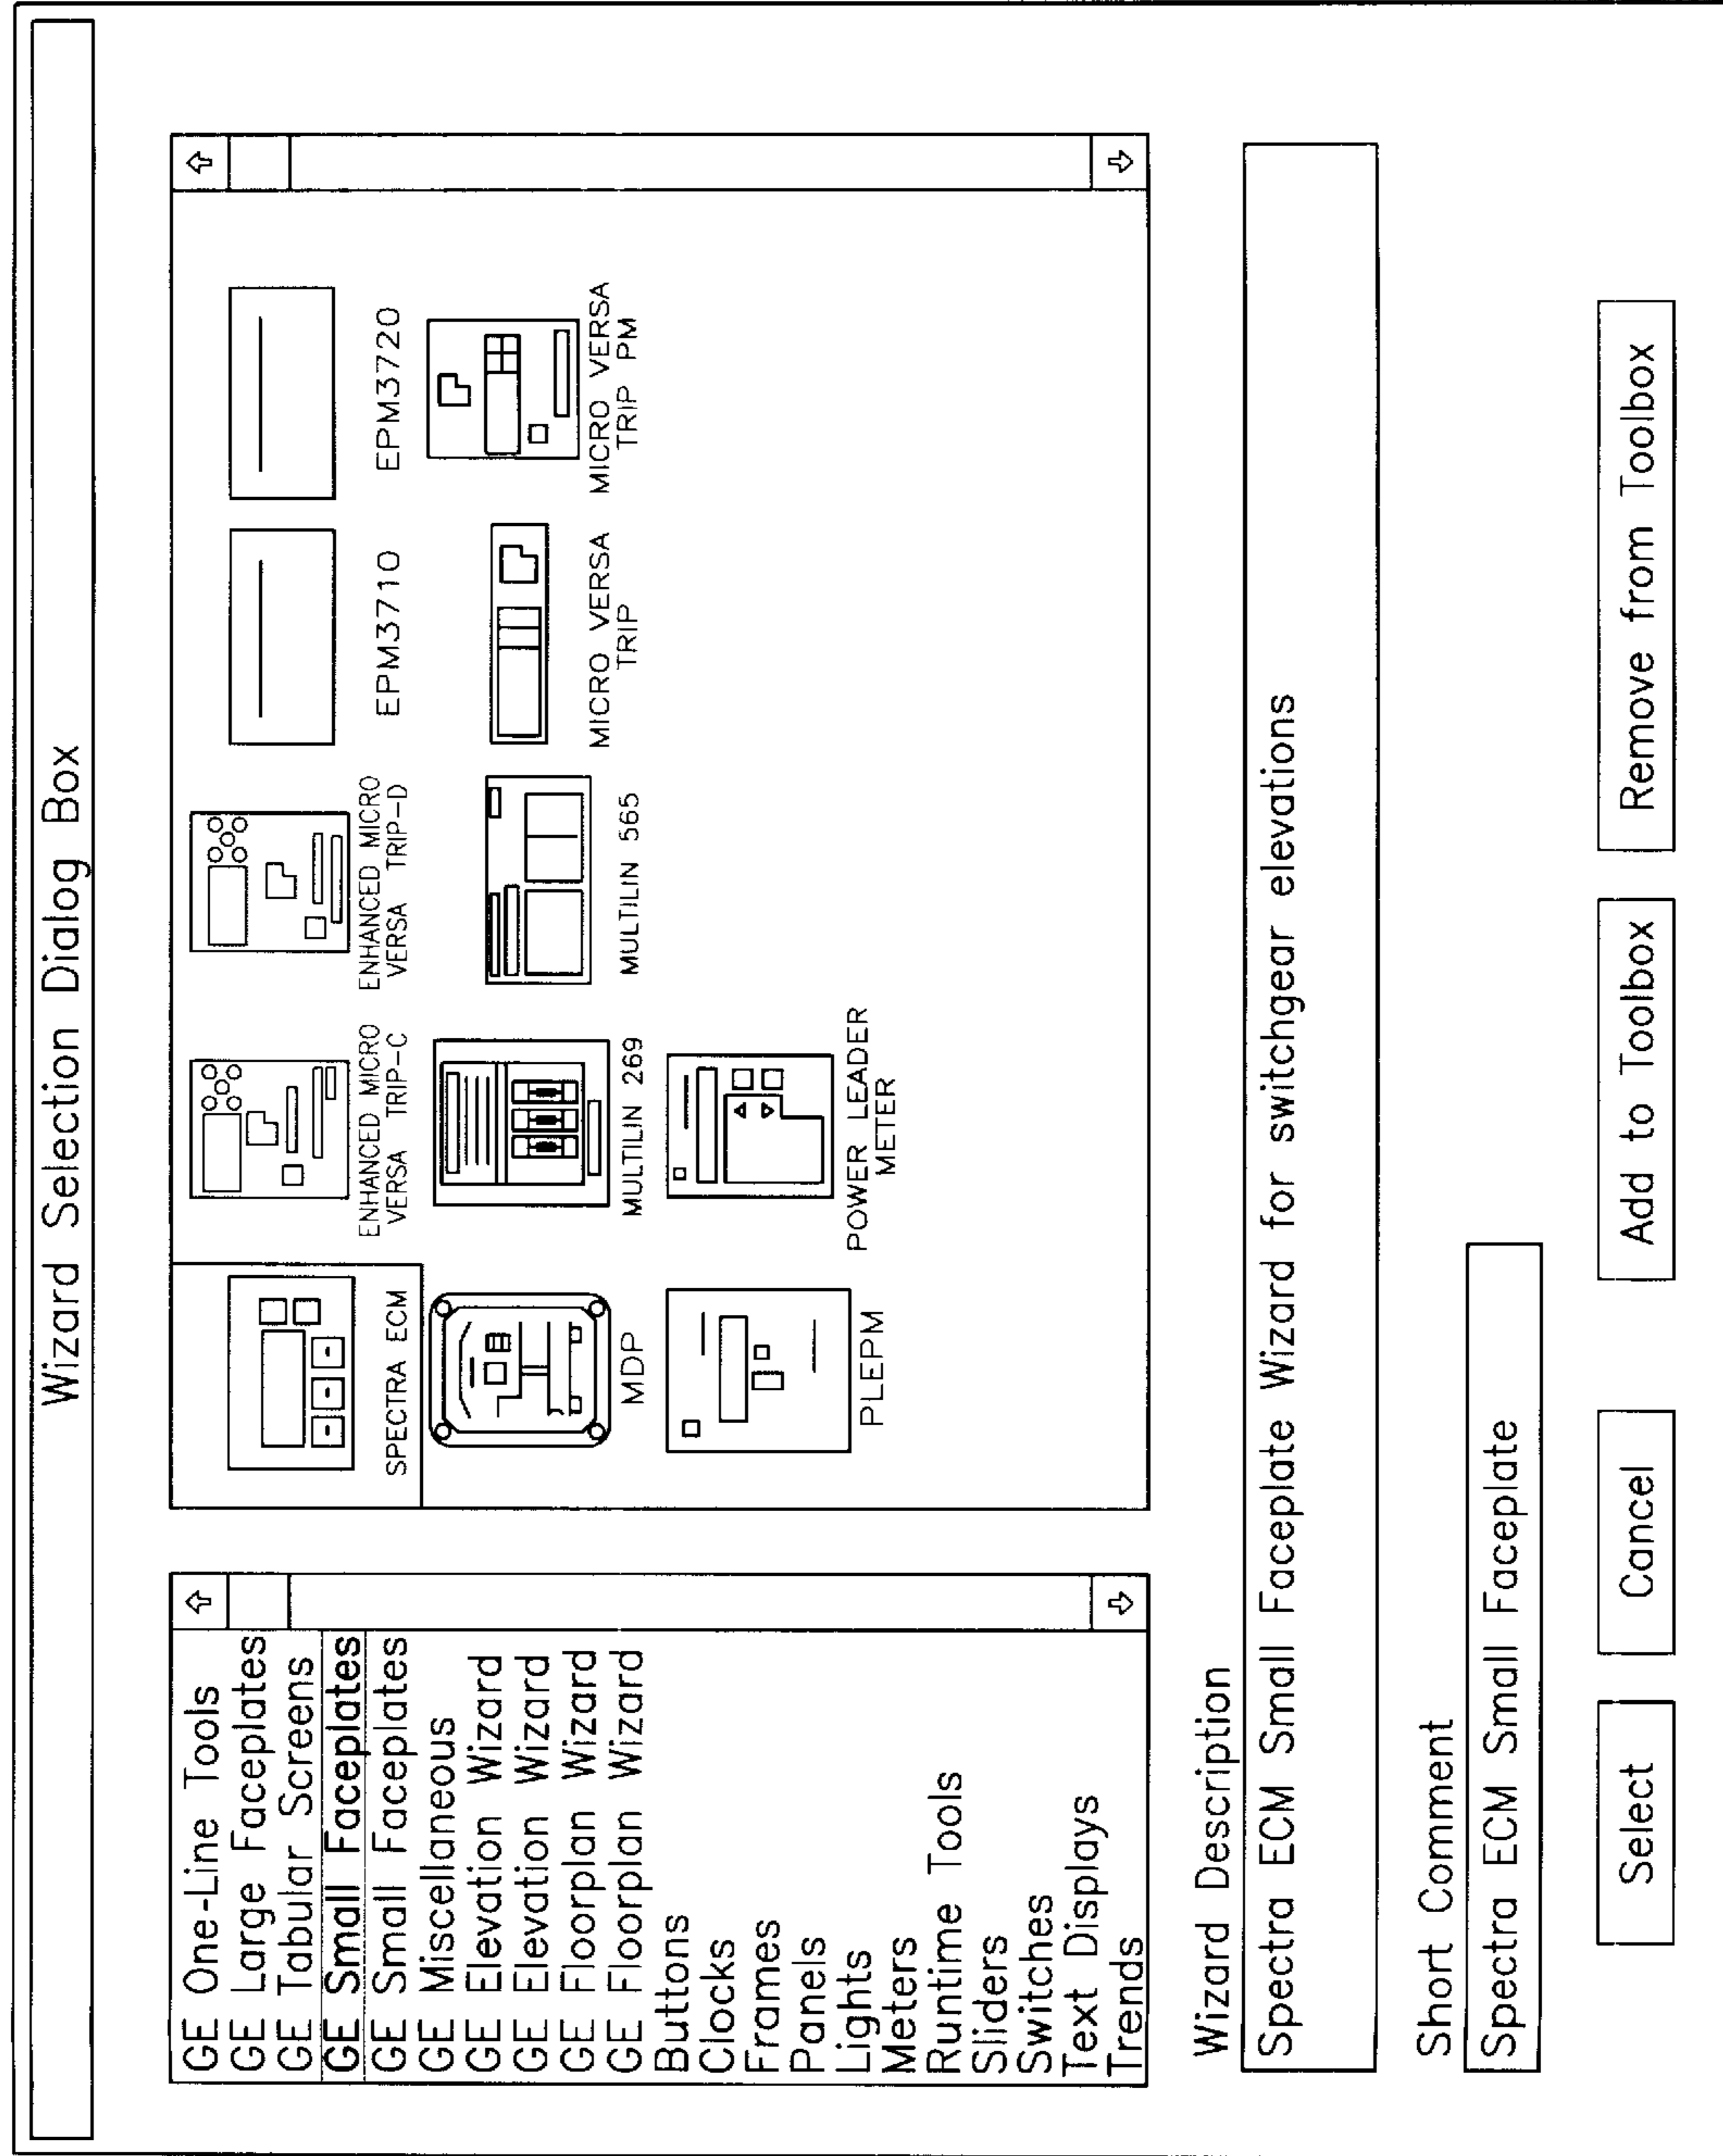 Wizard Selection Dialog Box
GE One-Line Tools
GE Large Faceplates
GE Tabular Screens
GE Small Faceplates
GE Small Faceplates
GE Miscellaneous
GE Elevation Wizard
GE Elevation Wizard
GE Floorplan Wizard
GE Floorplan Wizard
Buttons
Clocks
Frames
Panels
Lights
Meters
Runtime Tools
Sliders
Switches
Text Displays
Trends
SPECTRA ECM
ENHANCED MICRO
VERSA TRIP-C
ENHANCED MICRO
VERSA TRIP-D
EPM3710
EPM3720
MDP
MULTILIN 269
MULTILIN 565
MICRO VERSA
TRIP
MICRO VERSA
TRIP PM
PLEPM
POWER LEADER
METER
Wizard Description
Spectra ECM Small Faceplate Wizard for switchgear elevations
Short Comment
Spectra ECM Small Faceplate
Select
Cancel
Add to Toolbox
Remove from Toolbox